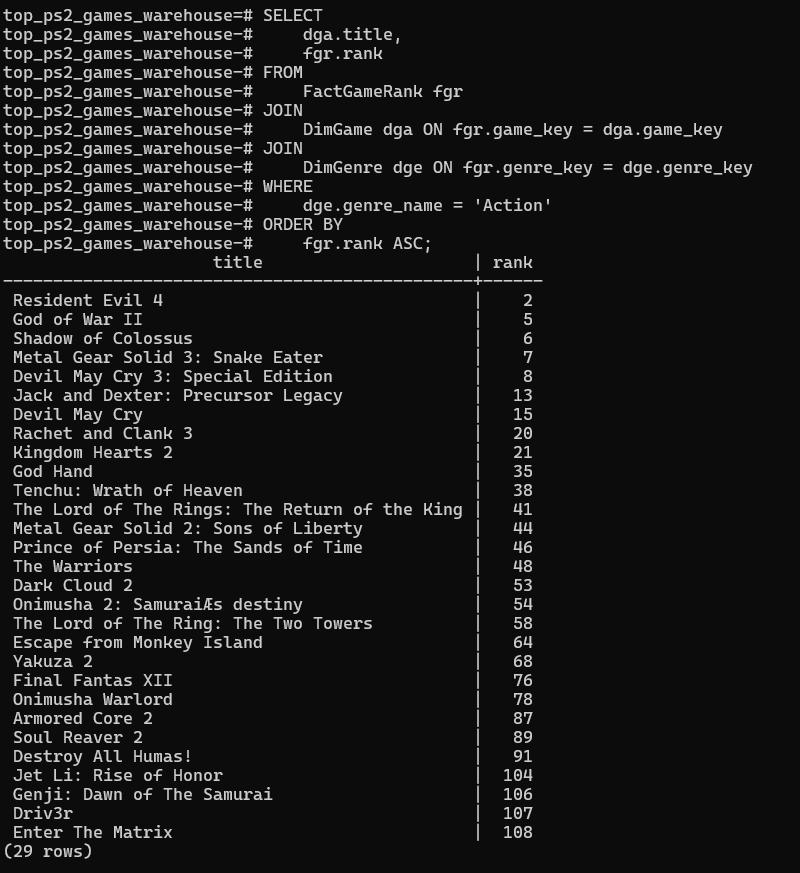 top_ps2_games_warehouse=# SELECT
top_ps2_games_warehouse-#     dga.title,
top_ps2_games_warehouse-#     fgr.rank
top_ps2_games_warehouse-# FROM
top_ps2_games_warehouse-#     FactGameRank fgr
top_ps2_games_warehouse-# JOIN
top_ps2_games_warehouse-#     DimGame dga ON fgr.game_key = dga.game_key
top_ps2_games_warehouse-# JOIN
top_ps2_games_warehouse-#     DimGenre dge ON fgr.genre_key = dge.genre_key
top_ps2_games_warehouse-# WHERE
top_ps2_games_warehouse-#     dge.genre_name = 'Action'
top_ps2_games_warehouse-# ORDER BY
top_ps2_games_warehouse-#     fgr.rank ASC;
                     title                     | rank
-----------------------------------------------+------
 Resident Evil 4                               |    2
 God of War II                                 |    5
 Shadow of Colossus                            |    6
 Metal Gear Solid 3: Snake Eater               |    7
 Devil May Cry 3: Special Edition              |    8
 Jack and Dexter: Precursor Legacy             |   13
 Devil May Cry                                 |   15
 Rachet and Clank 3                            |   20
 Kingdom Hearts 2                              |   21
 God Hand                                      |   35
 Tenchu: Wrath of Heaven                       |   38
 The Lord of The Rings: The Return of the King |   41
 Metal Gear Solid 2: Sons of Liberty           |   44
 Prince of Persia: The Sands of Time           |   46
 The Warriors                                  |   48
 Dark Cloud 2                                  |   53
 Onimusha 2: SamuraiÆs destiny                 |   54
 The Lord of The Ring: The Two Towers          |   58
 Escape from Monkey Island                     |   64
 Yakuza 2                                      |   68
 Final Fantas XII                              |   76
 Onimusha Warlord                              |   78
 Armored Core 2                                |   87
 Soul Reaver 2                                 |   89
 Destroy All Humas!                            |   91
 Jet Li: Rise of Honor                         |  104
 Genji: Dawn of The Samurai                    |  106
 Driv3r                                        |  107
 Enter The Matrix                              |  108
(29 rows)